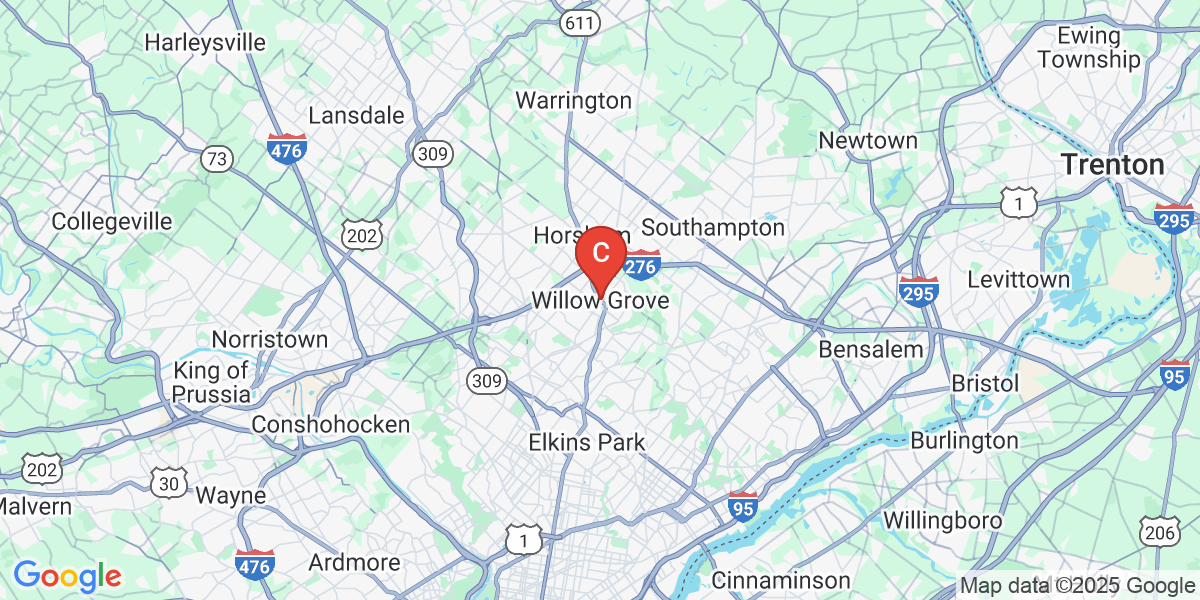 611
Harleysville
Ewing
Township
Warrington
Lansdale
Newtown
476
309
73
Trenton
1
Collegeville
295
202
Southampton
Horsham
C
276
Levittown
295
Willow Grove
Norristown
Bensalem
King of
Prussia
309
95
Bristol
Conshohocken
Elkins Park
Burlington
202
30
Wayne
Malvern
95
Willingboro
206
1
Ardmore
476
Google
Cinnaminson
Map data ©2025 Google